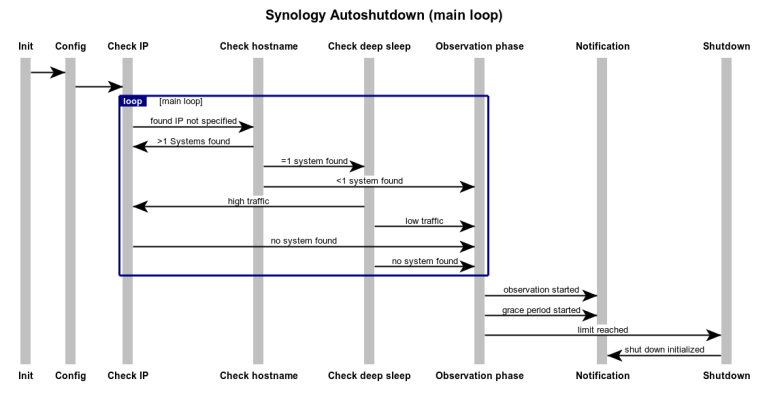 Synology Autoshutdown (main loop)
Init Config Check IP Check hostname Check deep sleep Observation phase Notification Shutdown
loop [main loop]
found IP not specified
>1 Systems found
=1 system found
<1 system found
high traffic
low traffic
no system found
no system found
observation started
grace period started
limit reached
shut down initialized
Init Config Check IP Check hostname Check deep sleep Observation phase Notification Shutdown